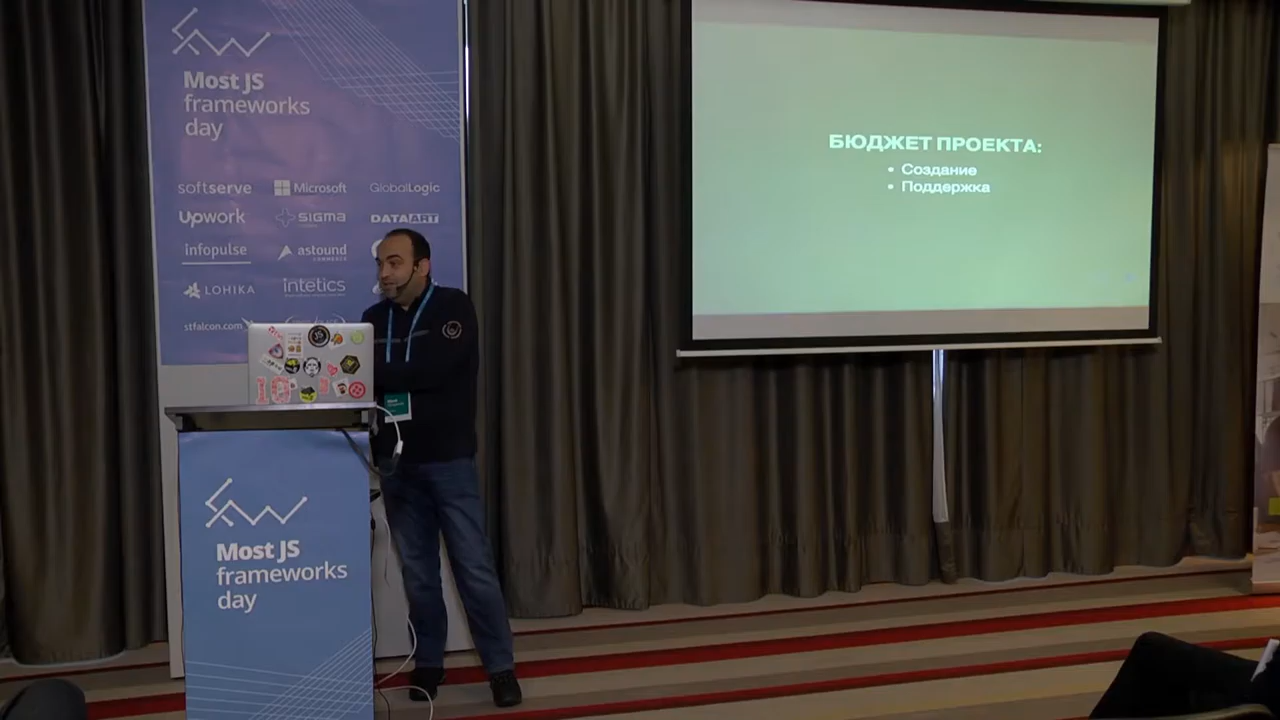 Most JS
frameworks
day
softserve Microsoft GlobalLogic
Upwork SIGMA DATAART
infopulse astound
COMMERCE
LOHIKA intetics
stfalcon.com
БЮДЖЕТ ПРОЕКТА:
• Создание
• Поддержка
Most JS
frameworks
day